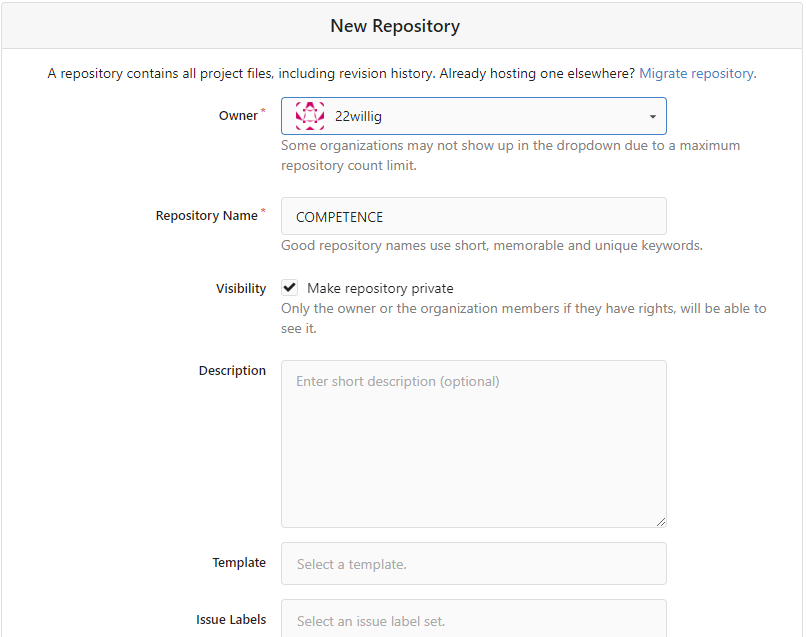 New Repository
A repository contains all project files, including revision history. Already hosting one elsewhere? Migrate repository.
Owner*
22willig
Some organizations may not show up in the dropdown due to a maximum
repository count limit.
Repository Name*
COMPETENCE
Good repository names use short, memorable and unique keywords.
Visibility
Make repository private
Only the owner or the organization members if they have rights, will be able to
see it.
Description
Enter short description (optional)
Template
Select a template.
Issue Labels
Select an issue label set.